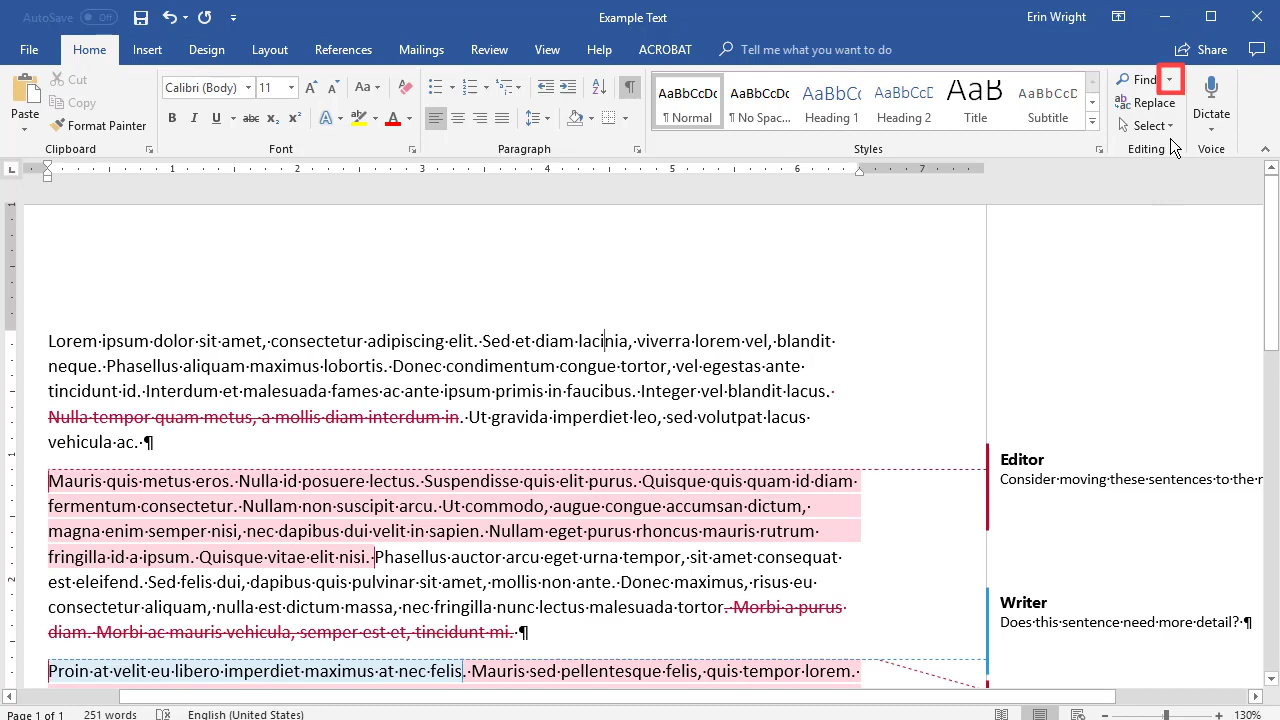 AutoSave Off Example Text Erin Wright
File Home Insert Design Layout References Mailings Review View Help ACROBAT Tell me what you want to do Share
Paste Cut Copy Format Painter
Calibri (Body) 11 Aa
B I U abc x₂ x² A A
AaBbCcDc ¶ Normal
AaBbCcDc ¶ No Spac...
AaBbCc Heading 1
AaBbCcD Heading 2
AaB Title
AaBbCcD Subtitle
Find
Replace
Select
Dictate
Clipboard Font Paragraph Styles Editing Voice
1 2 3 4 5 6 7
Lorem ipsum dolor sit amet, consectetur adipiscing elit. Sed et diam lacinia, viverra lorem vel, blandit
neque. Phasellus aliquam maximus lobortis. Donec condimentum congue tortor, vel egestas ante
tincidunt id. Interdum et malesuada fames ac ante ipsum primis in faucibus. Integer vel blandit lacus.
Nulla tempor quam metus, a mollis diam interdum in. Ut gravida imperdiet leo, sed volutpat lacus
vehicula ac. ¶
Mauris quis metus eros. Nulla id posuere lectus. Suspendisse quis elit purus. Quisque quis quam id diam
fermentum consectetur. Nullam non suscipit arcu. Ut commodo, augue congue accumsan dictum,
magna enim semper nisi, nec dapibus dui velit in sapien. Nullam eget purus rhoncus mauris rutrum
fringilla id a ipsum. Quisque vitae elit nisi. Phasellus auctor arcu eget urna tempor, sit amet consequat
est eleifend. Sed felis dui, dapibus quis pulvinar sit amet, mollis non ante. Donec maximus, risus eu
consectetur aliquam, nulla est dictum massa, nec fringilla nunc lectus malesuada tortor. Morbi a purus
diam. Morbi ac mauris vehicula, semper est et, tincidunt mi. ¶
Proin at velit eu libero imperdiet maximus at nec felis. Mauris sed pellentesque felis, quis tempor lorem.
Editor
Consider moving these sentences to the
Writer
Does this sentence need more detail? ¶
Page 1 of 1 251 words English (United States) 130%